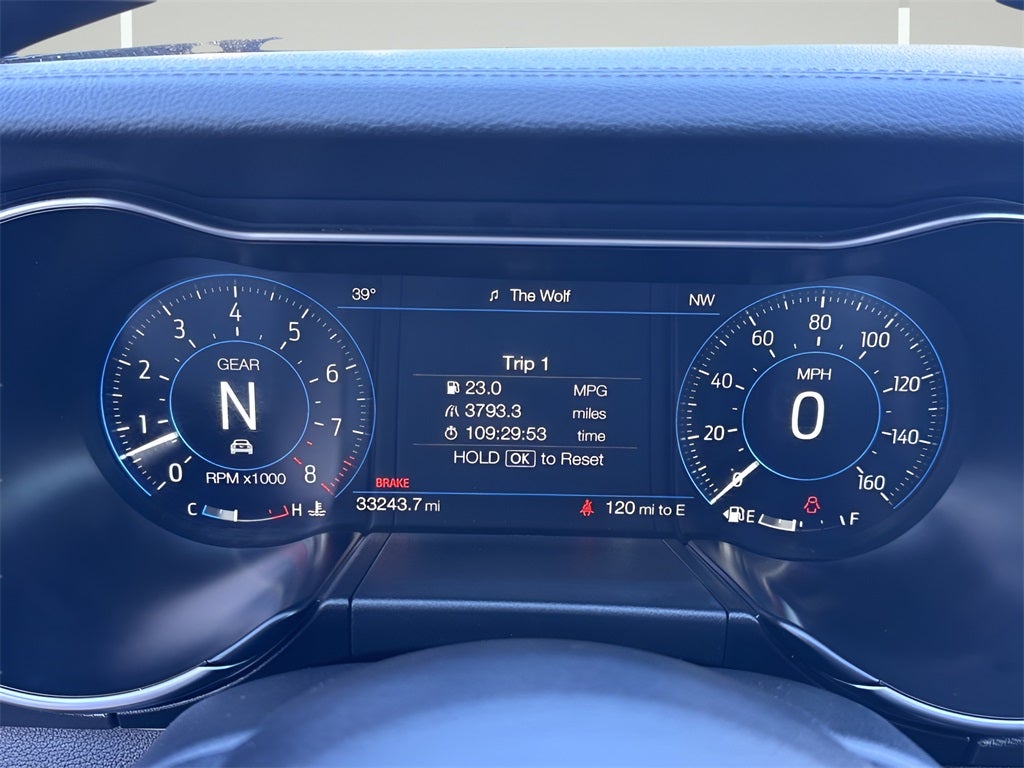 39° ♫ The Wolf NW
GEAR
N
0 1 2 3 4 5 6 7 8
RPM x1000
C H
Trip 1
23.0 MPG
3793.3 miles
109:29:53 time
HOLD OK to Reset
BRAKE
33243.7 mi 120 mi to E
MPH
0
0 20 40 60 80 100 120 140 160
E F